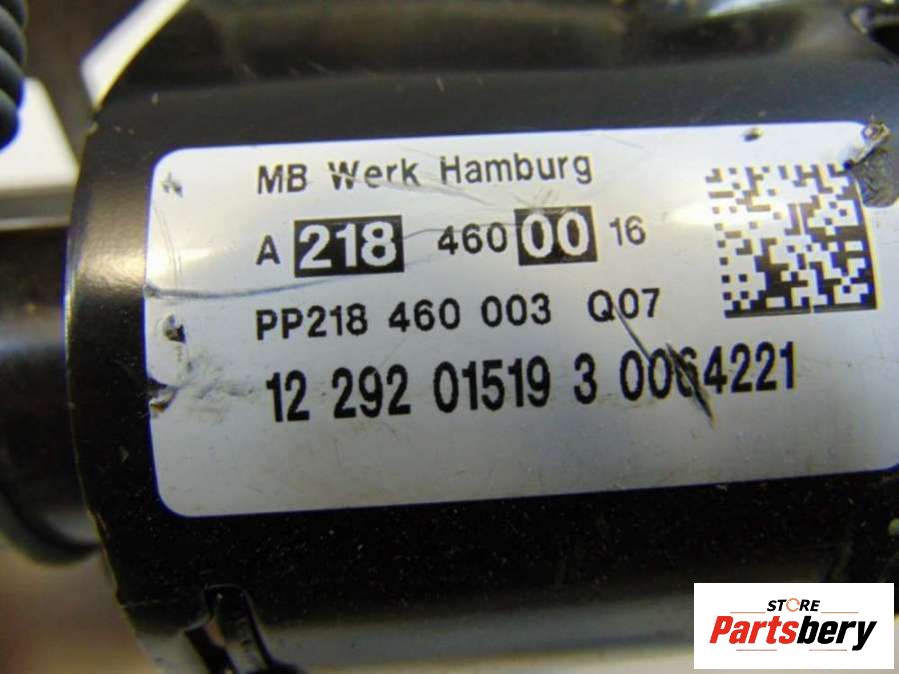 MB Werk Hamburg
A 218 460 00 16
PP218 460 003 Q07
12 292 01519 3 0064221
STORE
Partsbery